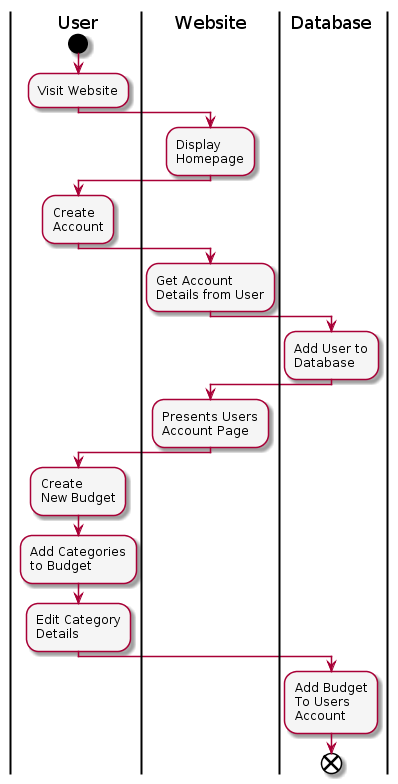 User
Website
Database
Visit Website
Display
Homepage
Create
Account
Get Account
Details from User
Add User to
Database
Presents Users
Account Page
Create
New Budget
Add Categories
to Budget
Edit Category
Details
Add Budget
To Users
Account